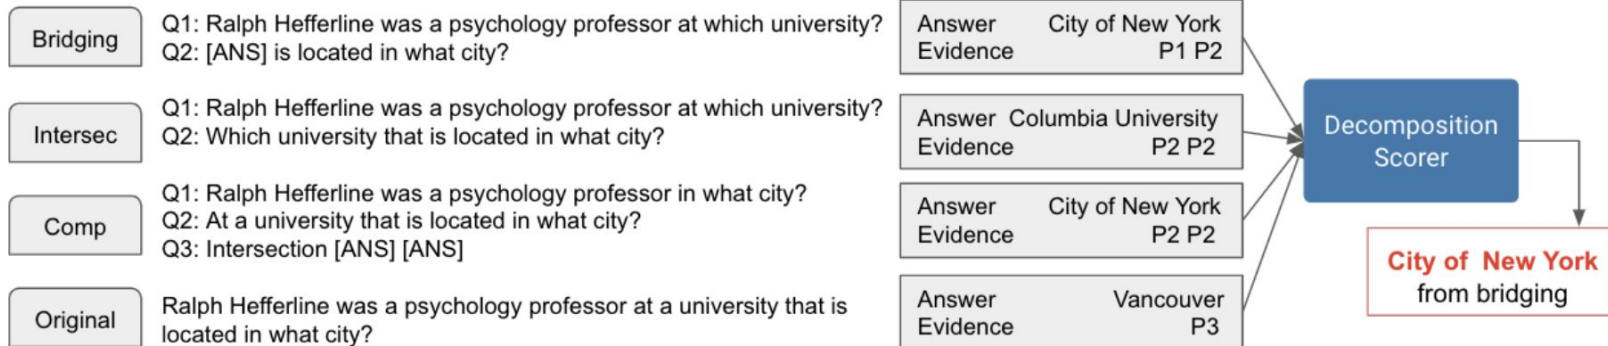 Bridging
Q1: Ralph Hefferline was a psychology professor at which university?
Q2: [ANS] is located in what city?
Answer City of New York
Evidence P1 P2
Intersec
Q1: Ralph Hefferline was a psychology professor at which university?
Q2: Which university that is located in what city?
Answer Columbia University
Evidence P2 P2
Comp
Q1: Ralph Hefferline was a psychology professor in what city?
Q2: At a university that is located in what city?
Q3: Intersection [ANS] [ANS]
Answer City of New York
Evidence P2 P2
Original
Ralph Hefferline was a psychology professor at a university that is
located in what city?
Answer Vancouver
Evidence P3
Decomposition
Scorer
City of New York
from bridging